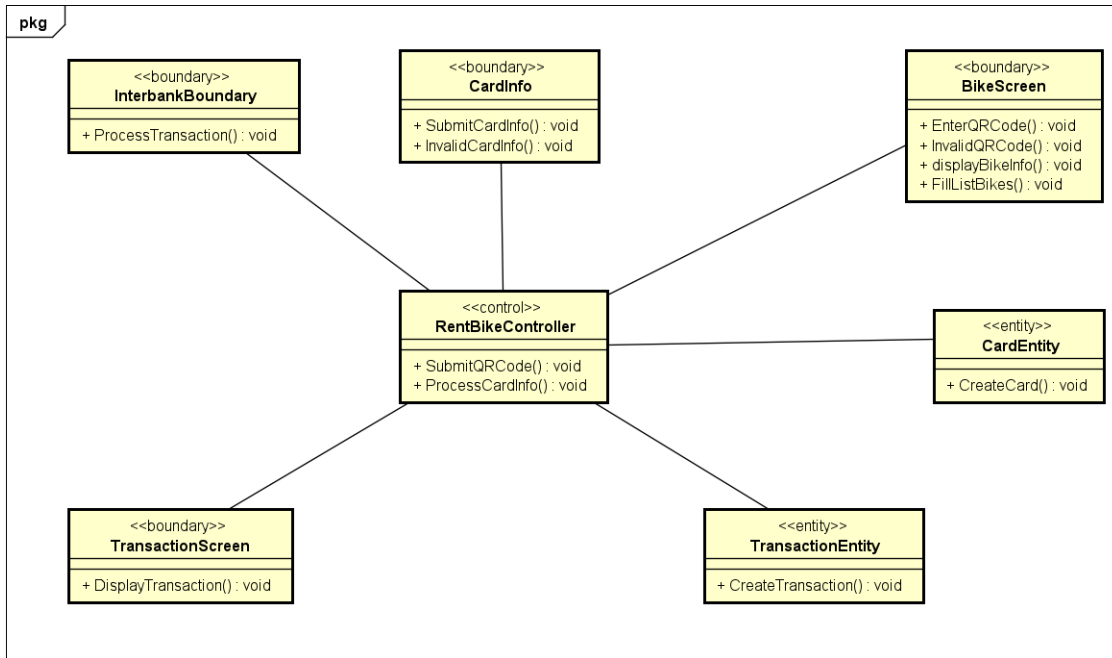 pkg
<<boundary>>
InterbankBoundary
+ ProcessTransaction() : void
<<boundary>>
CardInfo
+ SubmitCardInfo() : void
+ InvalidCardInfo() : void
<<boundary>>
BikeScreen
+ EnterQRCode() : void
+ InvalidQRCode() : void
+ displayBikeInfo() : void
+ FillListBikes() : void
<<control>>
RentBikeController
+ SubmitQRCode() : void
+ ProcessCardInfo() : void
<<entity>>
CardEntity
+ CreateCard() : void
<<boundary>>
TransactionScreen
+ DisplayTransaction() : void
<<entity>>
TransactionEntity
+ CreateTransaction() : void